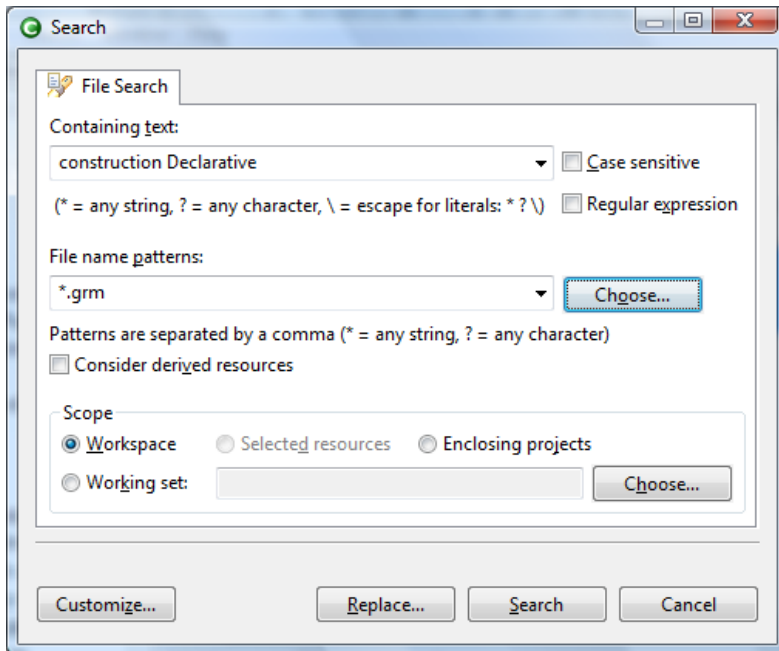 Search
File Search
Containing text:
construction Declarative
Case sensitive
(* = any string, ? = any character, \ = escape for literals: * ? \)
Regular expression
File name patterns:
*.grm
Choose...
Patterns are separated by a comma (* = any string, ? = any character)
Consider derived resources
Scope
Workspace
Selected resources
Enclosing projects
Working set:
Choose...
Customize...
Replace...
Search
Cancel